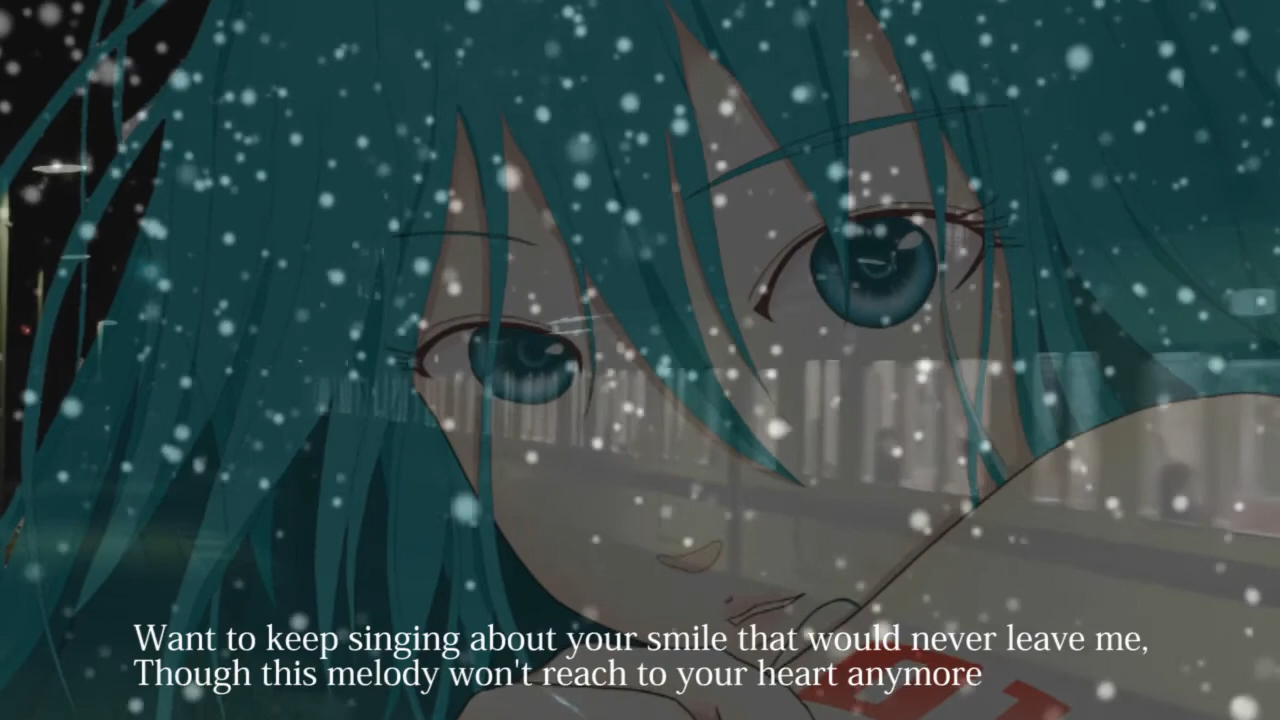 Want to keep singing about your smile that would never leave me,
Though this melody won't reach to your heart anymore
01